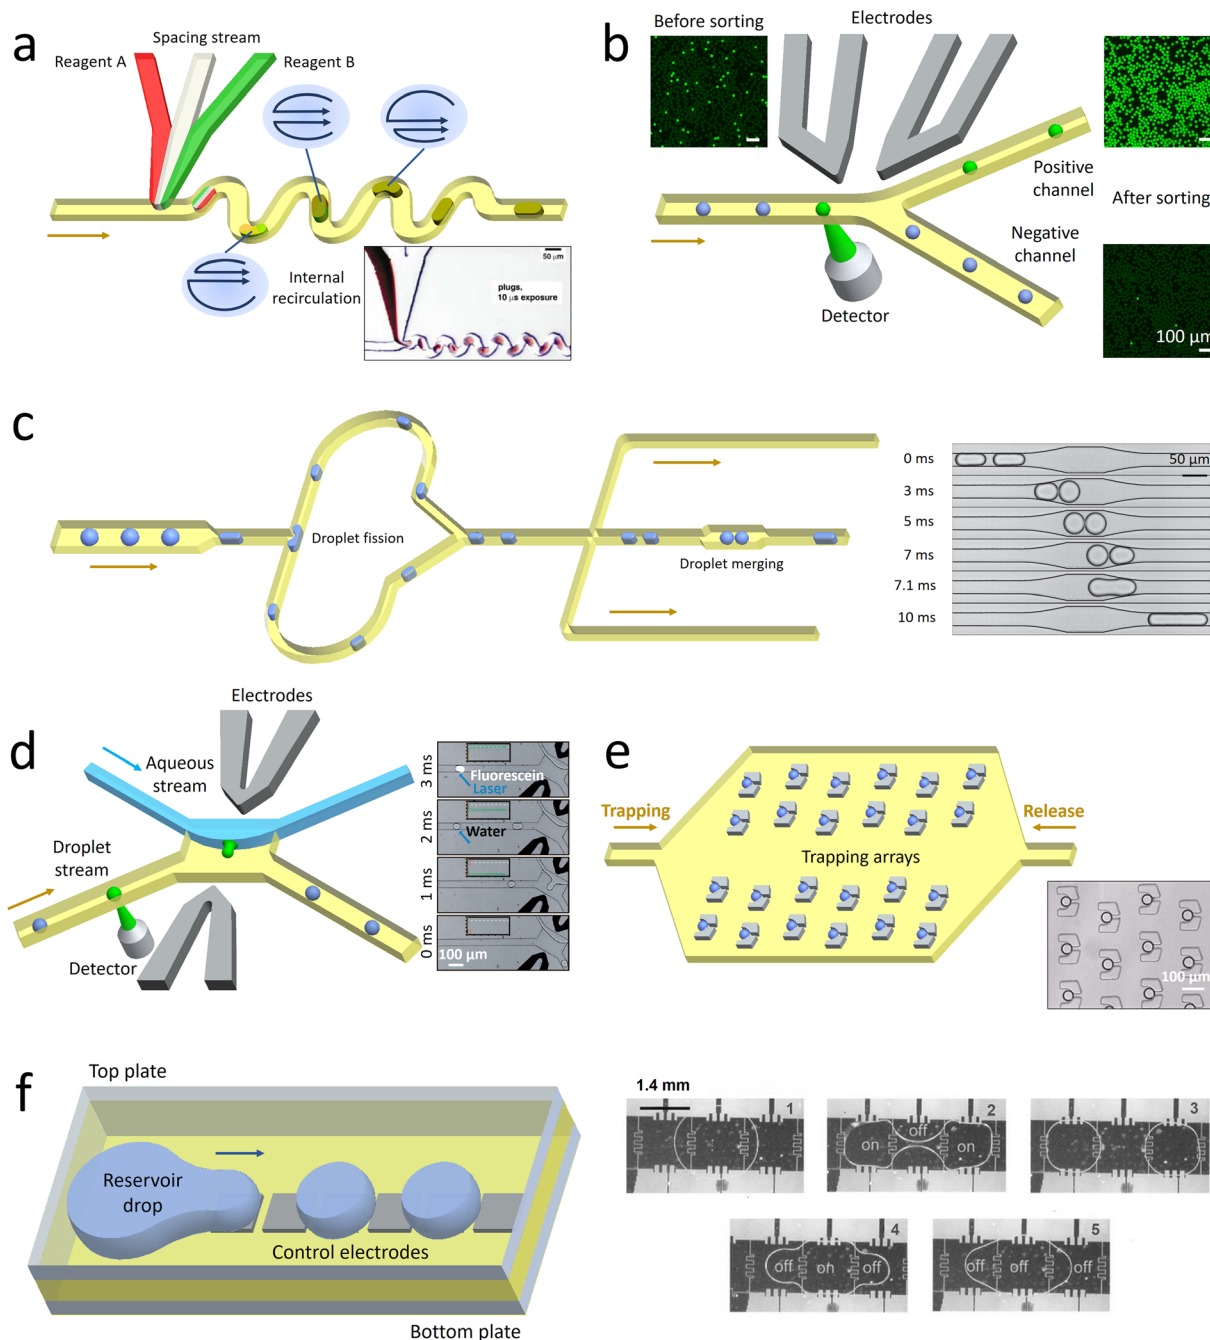 a
Spacing stream
Reagent A
Reagent B
Internal
recirculation
50 µm
plugs,
10 µs exposure
b
Before sorting
Electrodes
Positive
channel
After sorting
Negative
channel
Detector
100 µm
c
Droplet fission
Droplet merging
0 ms
3 ms
5 ms
7 ms
7.1 ms
10 ms
50 µm
d
Electrodes
Aqueous
stream
Droplet
stream
Detector
3 ms
2 ms
1 ms
0 ms
Fluorescein
Laser
Water
100 µm
e
Trapping
Release
Trapping arrays
100 µm
f
Top plate
Reservoir
drop
Control electrodes
Bottom plate
1.4 mm
1
2
on
off
on
3
4
off
on
off
5
off
off
off